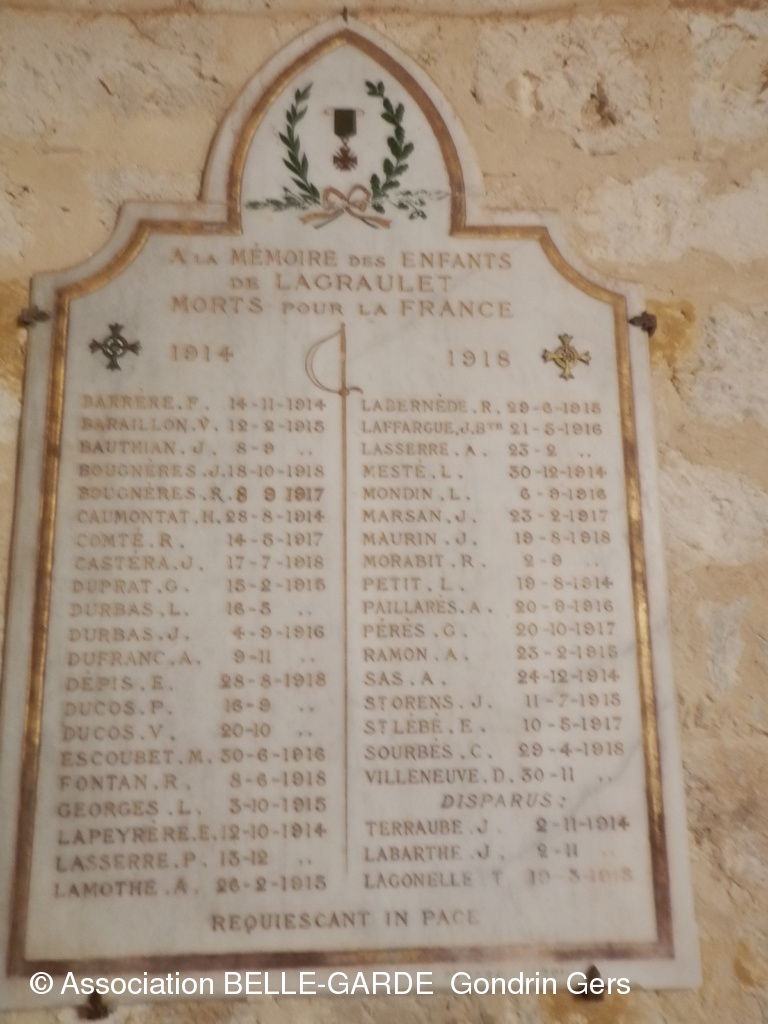 A LA MÉMOIRE DES ENFANTS
DE LAGRAULET
MORTS POUR LA FRANCE
1914 1918
BARRÈRE.F. 14-11-1914
BARAILLON.V. 12-2-1915
BAUTHIAN.J. 8-9 ..
BOUGNÈRES.J. 18-10-1918
BOUGNÈRES.R. 8 9 1917
CAUMONTAT.H. 28-8-1914
COMTÉ.R. 14-5-1917
CASTÉRA.J. 17-7-1918
DUPRAT.G. 15-2-1915
DURBAS.L. 16-5 ..
DURBAS.J. 4-9-1916
DUFRANC.A. 9-11 ..
DÉPIS.E. 28-8-1918
DUCOS.P. 16-9 ..
DUCOS.V. 20-10 ..
ESCOUBET.M. 30-6-1916
FONTAN.R. 8-6-1918
GEORGES.L. 3-10-1915
LAPEYRÈRE.E. 12-10-1914
LASSERRE.P. 13-12 ..
LAMOTHE.A. 26-2-1915
LABERNÈDE.R. 29-6-1915
LAFFARGUE,J.BTE 21-5-1916
LASSERRE.A. 23-2 ..
MESTÉ.L. 30-12-1914
MONDIN.L. 6-9-1916
MARSAN.J. 23-2-1917
MAURIN.J. 19-8-1918
MORABIT.R. 2-9 ..
PETIT.L. 19-8-1914
PAILLARÈS.A. 20-9-1916
PÉRÈS.G. 20-10-1917
RAMON.A. 23-2-1915
SAS.A. 24-12-1914
STORENS.J. 11-7-1915
ST LÉBÉ.E. 10-5-1917
SOURBÉS.C. 29-4-1918
VILLENEUVE.D. 30-11 ..
DISPARUS:
TERRAUBE.J. 2-11-1914
LABARTHE.J. 2-11 ..
LAGONELLE T 19-3-1915
REQUIESCANT IN PACE
© Association BELLE-GARDE Gondrin Gers